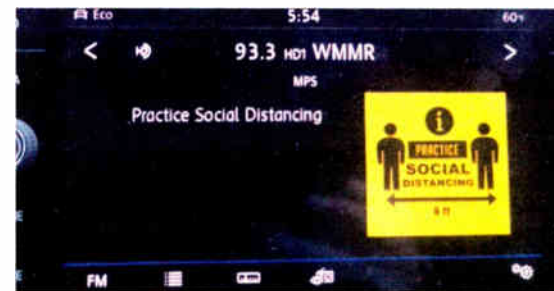 Eco 5:54 60°F
93.3 HD1 WMMR
MPS
Practice Social Distancing
PRACTICE
SOCIAL
DISTANCING
6 ft
FM